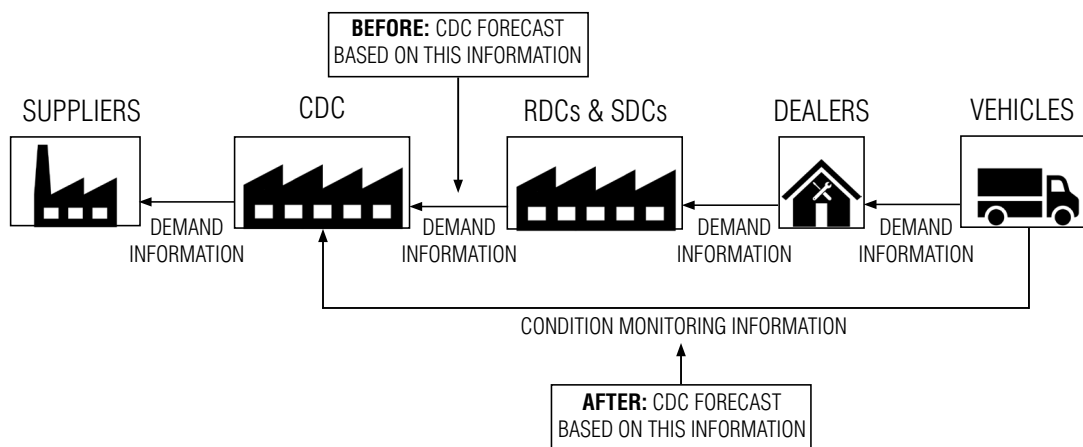 BEFORE: CDC FORECAST
BASED ON THIS INFORMATION
SUPPLIERS
CDC
RDCs & SDCs
DEALERS
VEHICLES
DEMAND
INFORMATION
DEMAND
INFORMATION
DEMAND
INFORMATION
DEMAND
INFORMATION
CONDITION MONITORING INFORMATION
AFTER: CDC FORECAST
BASED ON THIS INFORMATION